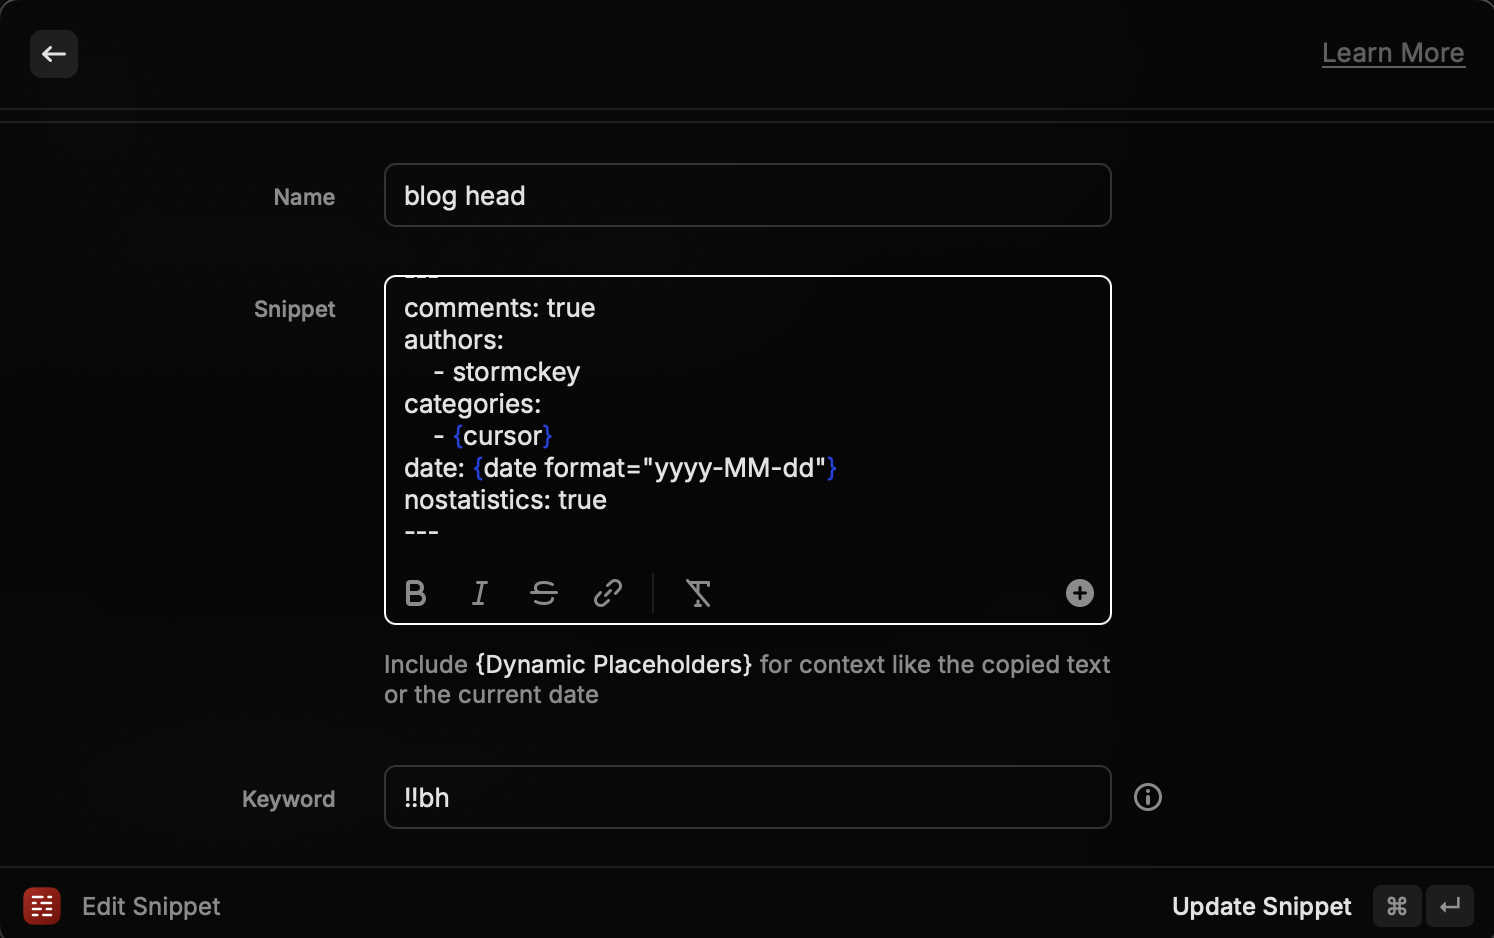 Learn More
Name
blog head
Snippet
---
comments: true
authors:
    - stormckey
categories:
    - {cursor}
date: {date format="yyyy-MM-dd"}
nostatistics: true
---
B I S
Include {Dynamic Placeholders} for context like the copied text
or the current date
Keyword
!!bh
Edit Snippet
Update Snippet ⌘ ↵